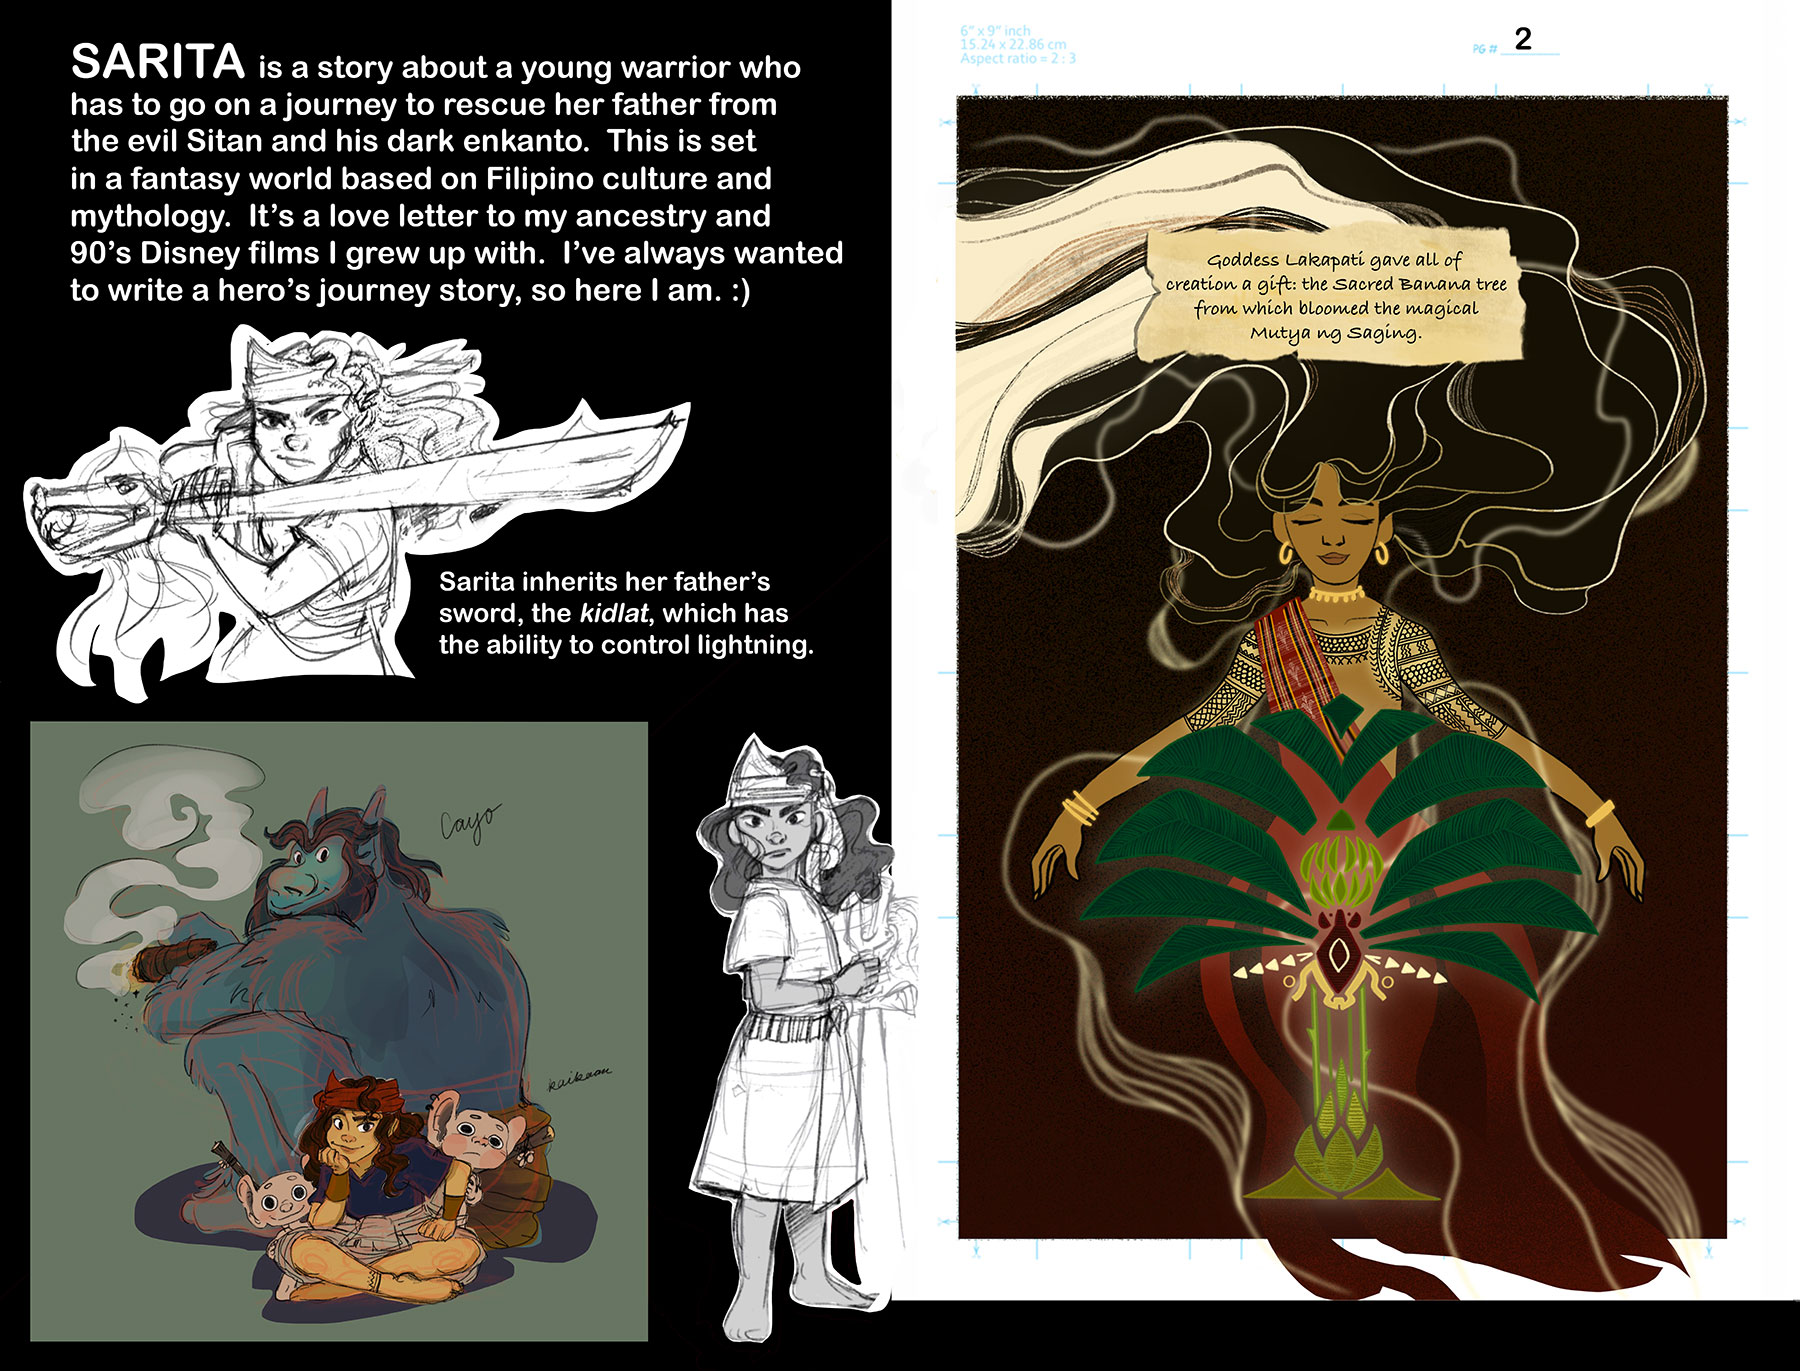 SARITA is a story about a young warrior who
has to go on a journey to rescue her father from
the evil Sitan and his dark enkanto.  This is set
in a fantasy world based on Filipino culture and
mythology.  It's a love letter to my ancestry and
90's Disney films I grew up with.  I've always wanted
to write a hero's journey story, so here I am. :)
Sarita inherits her father's
sword, the kidlat, which has
the ability to control lightning.
Cayo
kaikaan
6" x 9" inch
15.24 x 22.86 cm
Aspect ratio = 2 : 3
PG # 2
Goddess Lakapati gave all of
creation a gift: the Sacred Banana tree
from which bloomed the magical
Mutya ng Saging.